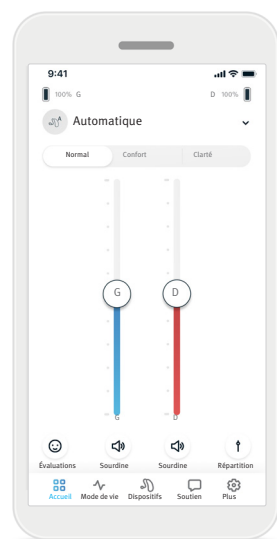 9:41
100% G D 100%
Automatique
Normal Confort Clarté
G D
G D
Évaluations Sourdine Sourdine Répartition
Accueil Mode de vie Dispositifs Soutien Plus